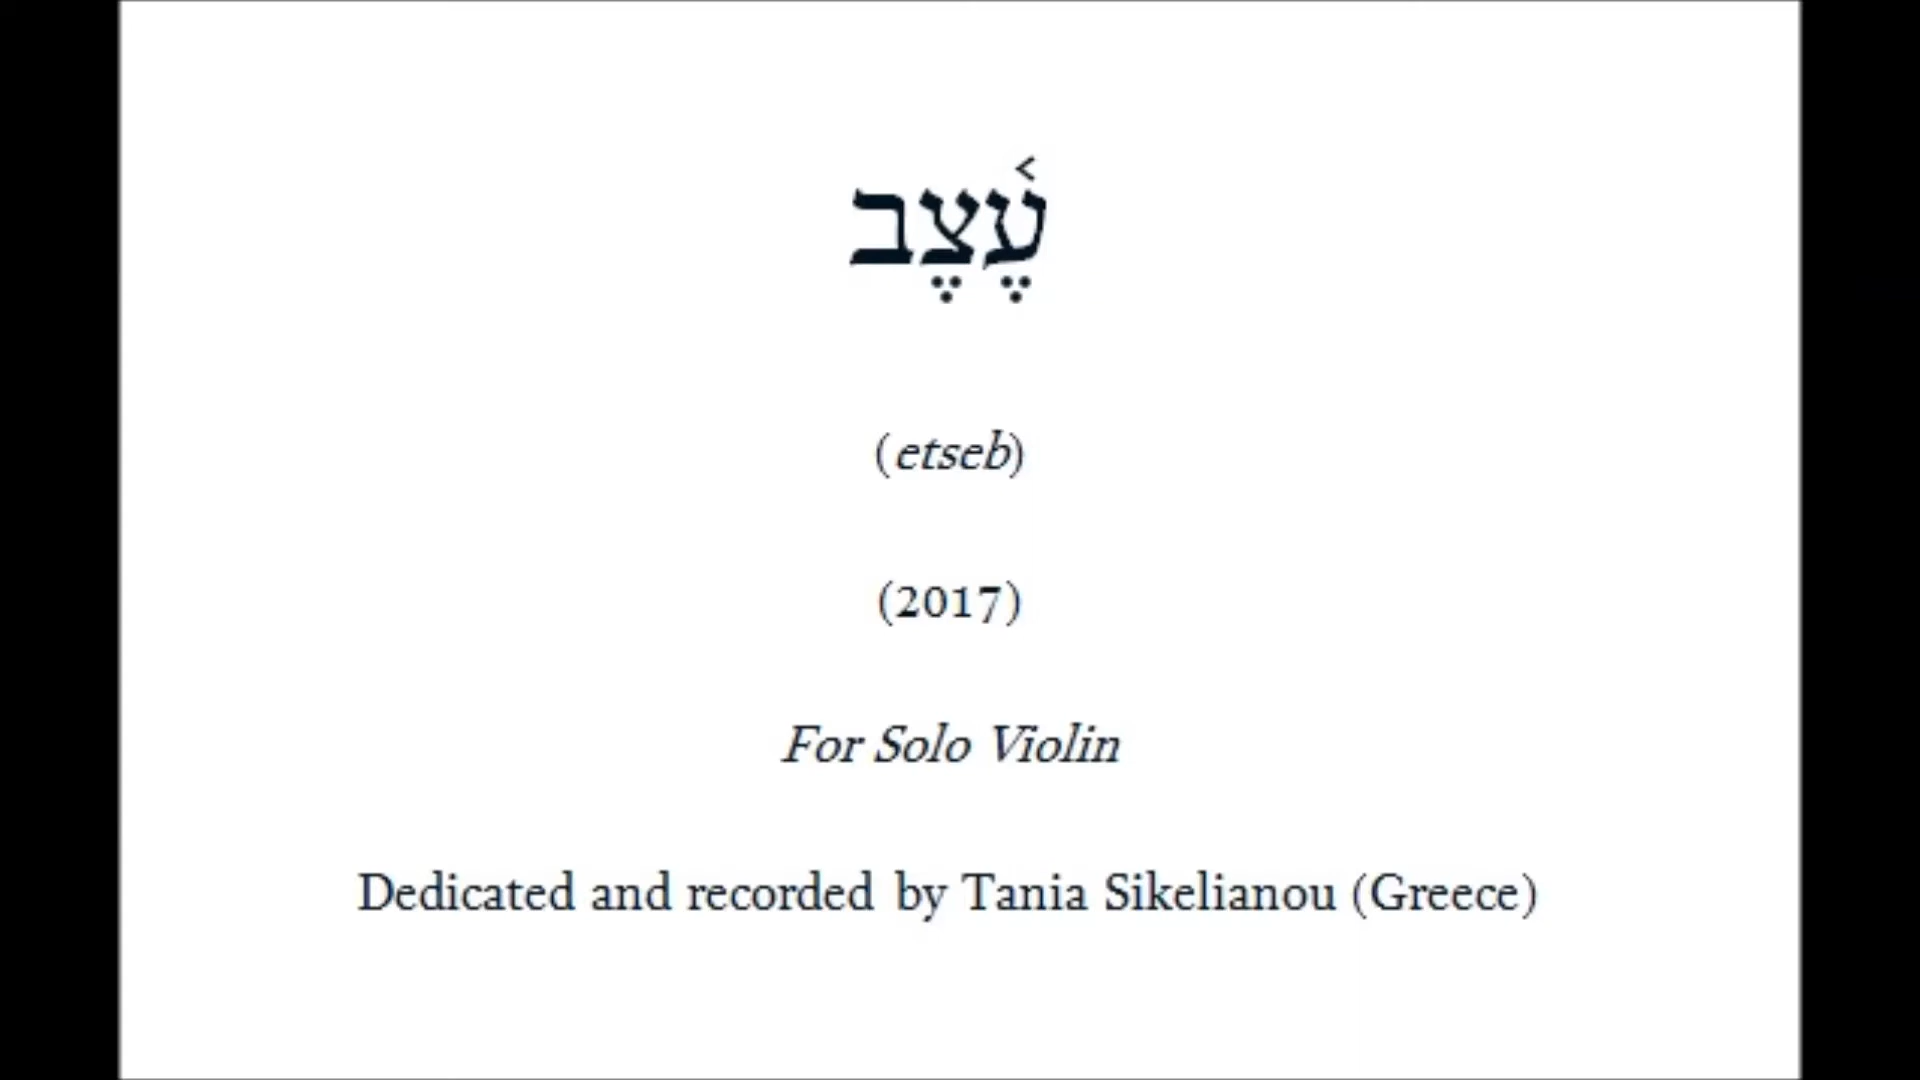 עֶ֫צֶב
(etseb)
(2017)
For Solo Violin
Dedicated and recorded by Tania Sikelianou (Greece)